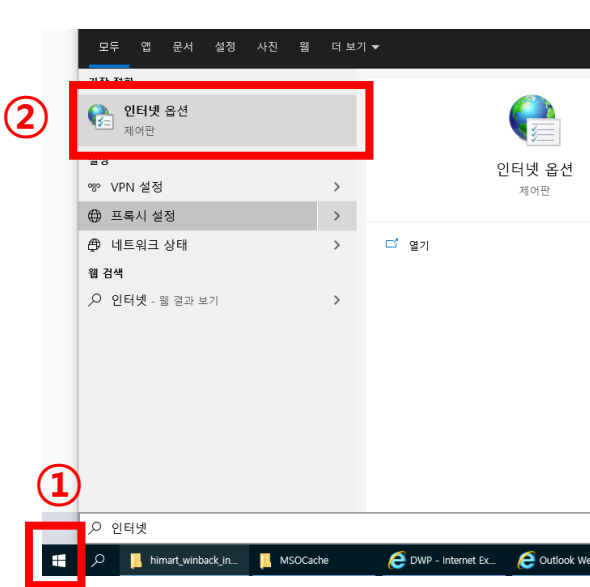 모두 앱 문서 설정 사진 웹 더 보기
②
인터넷 옵션
제어판
인터넷 옵션
제어판
VPN 설정
프록시 설정
네트워크 상태
열기
웹 검색
인터넷 - 웹 결과 보기
①
인터넷
himart_winback_in... MSOCache DWP - Internet Ex... Outlook We